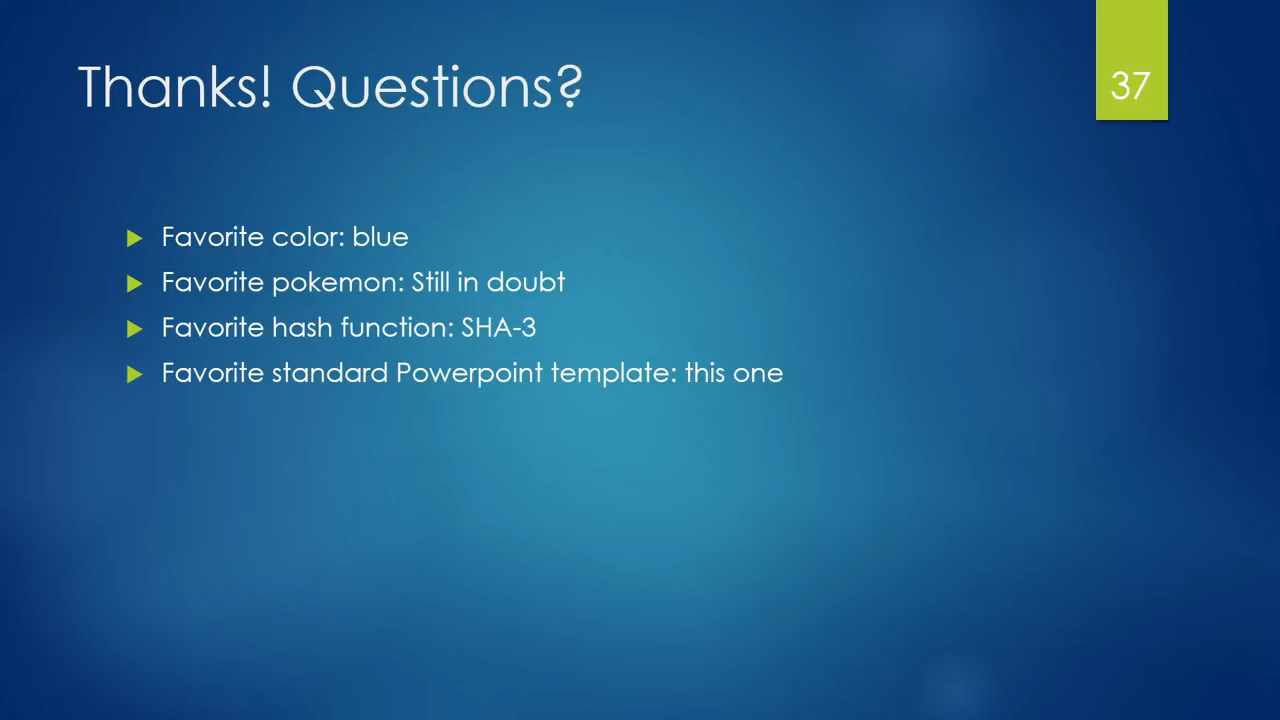 Thanks! Questions?
37
Favorite color: blue
Favorite pokemon: Still in doubt
Favorite hash function: SHA-3
Favorite standard Powerpoint template: this one